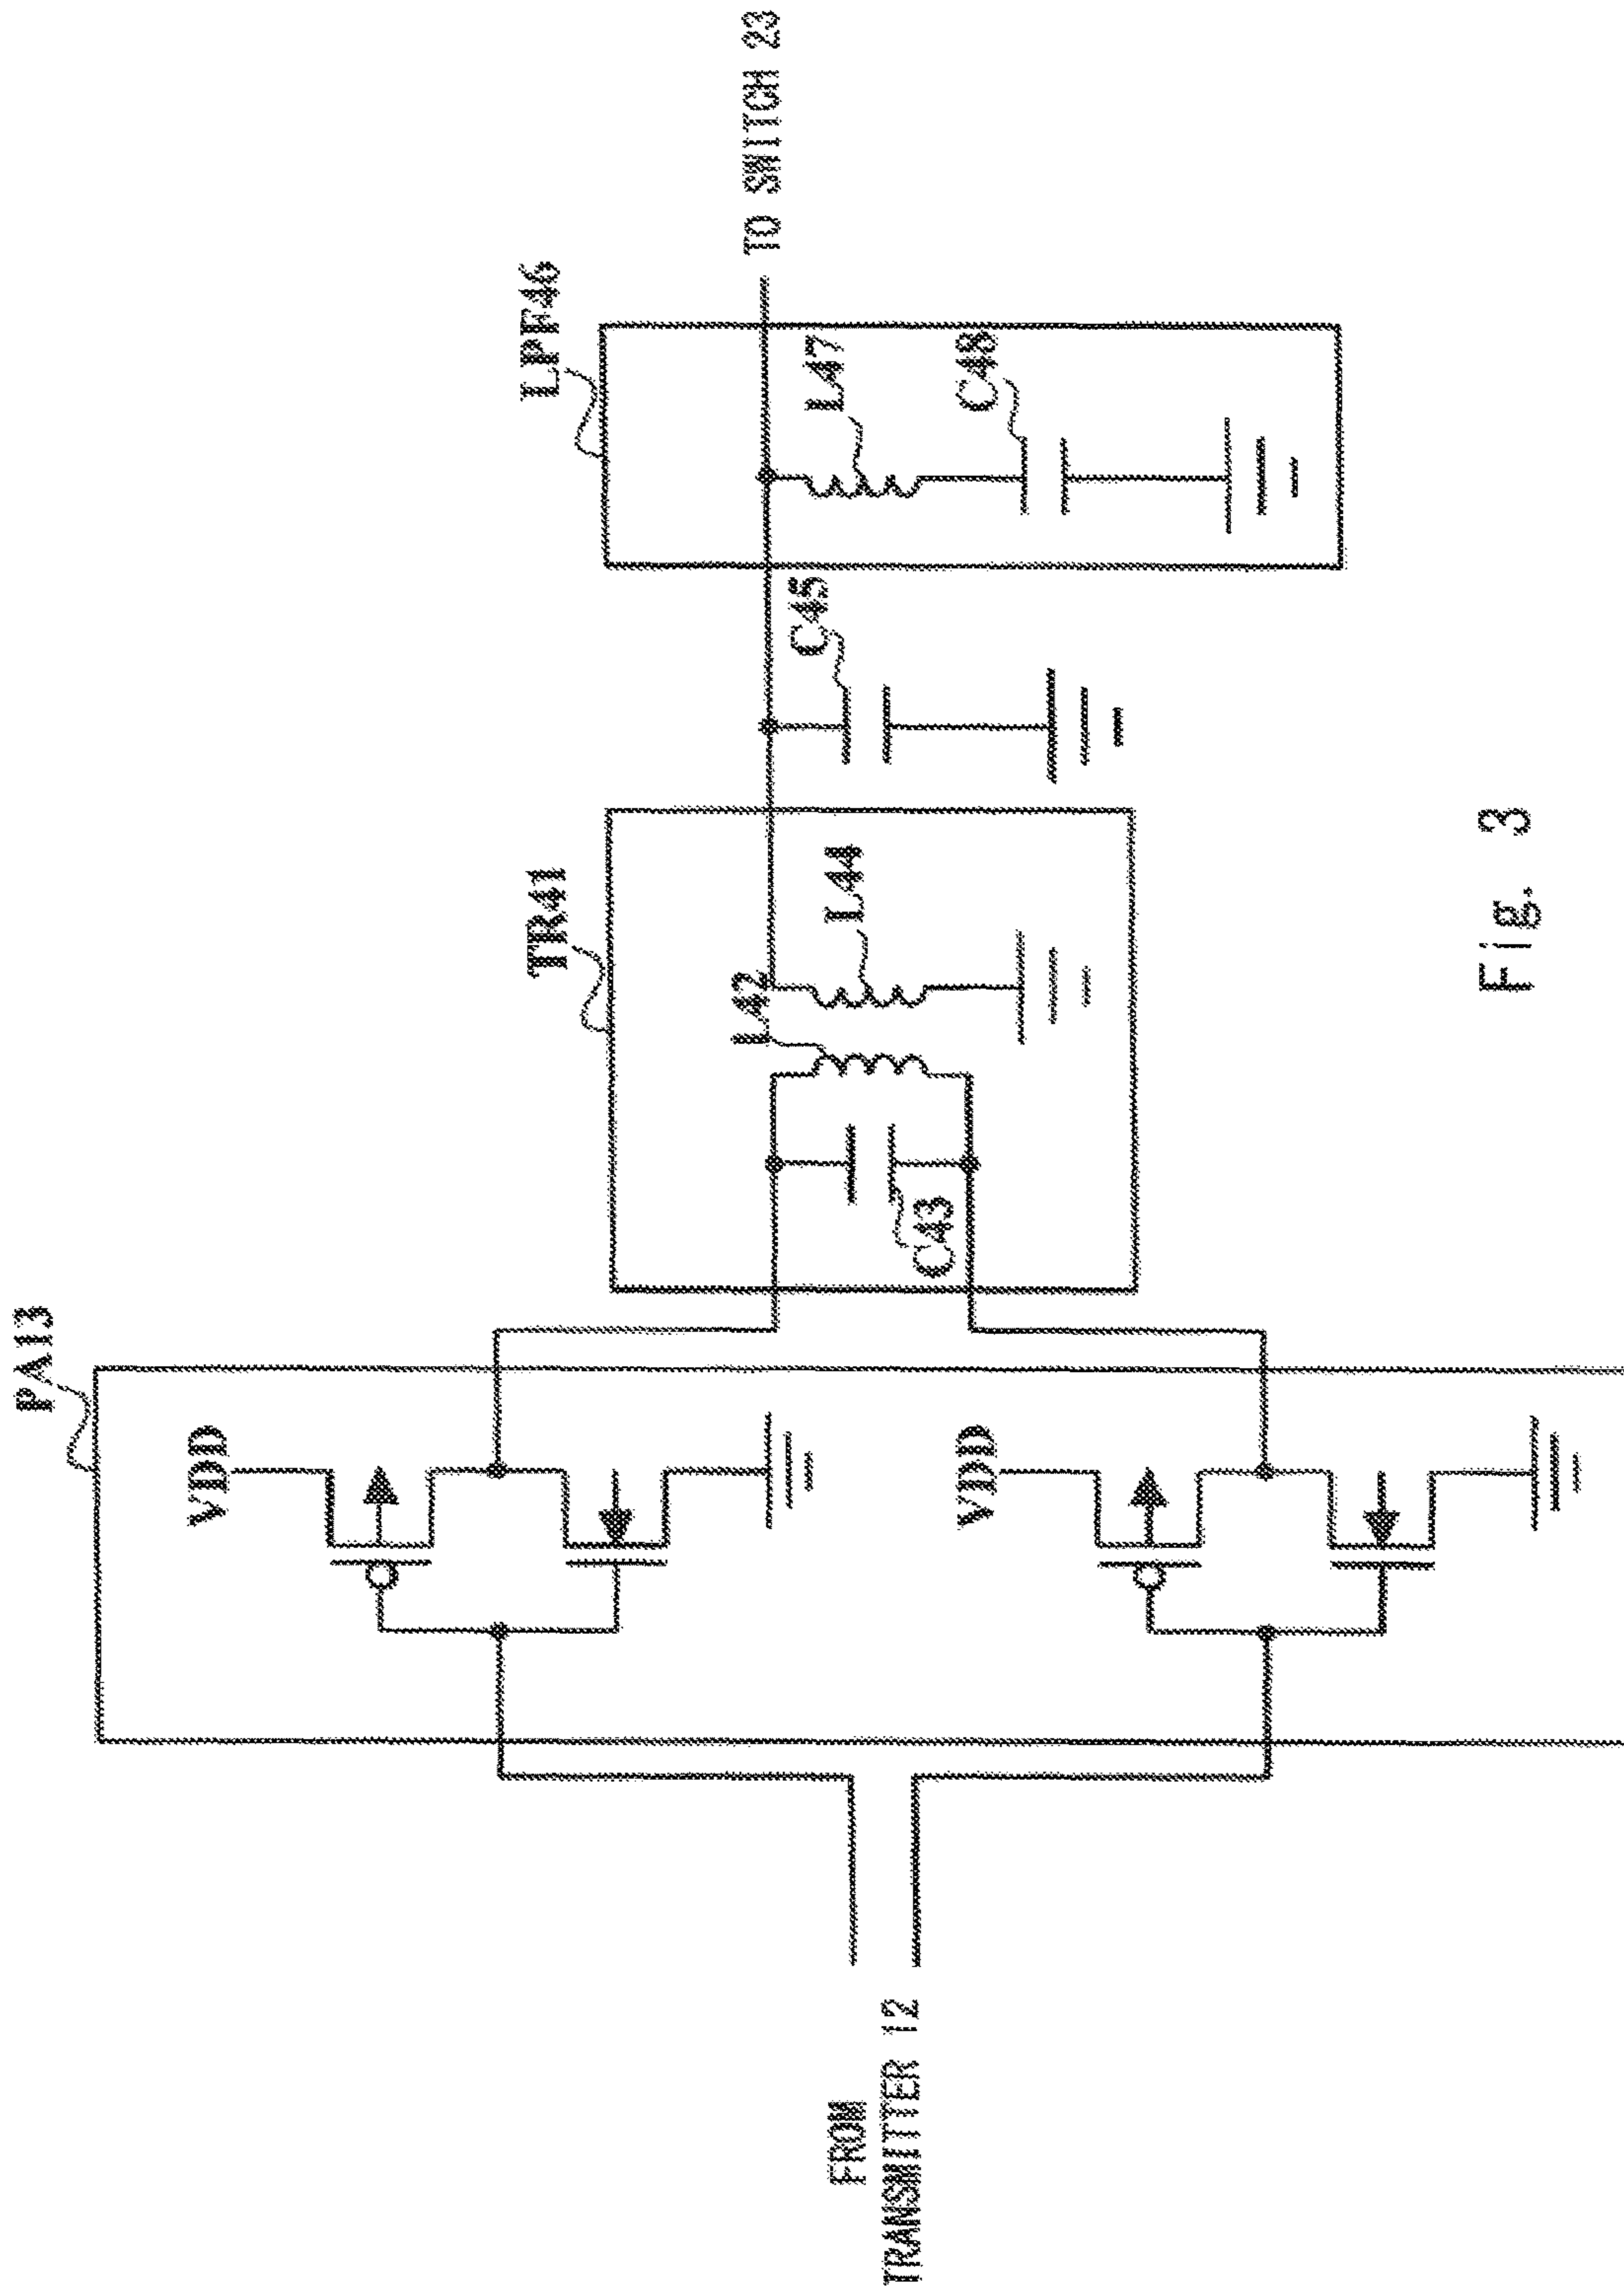 PA13
VDD
VDD
FROM
TRANSMITTER 12
TR41
L42
C43
L44
C45
LPF46
L47
C48
TO SWITCH 23
Fig. 3